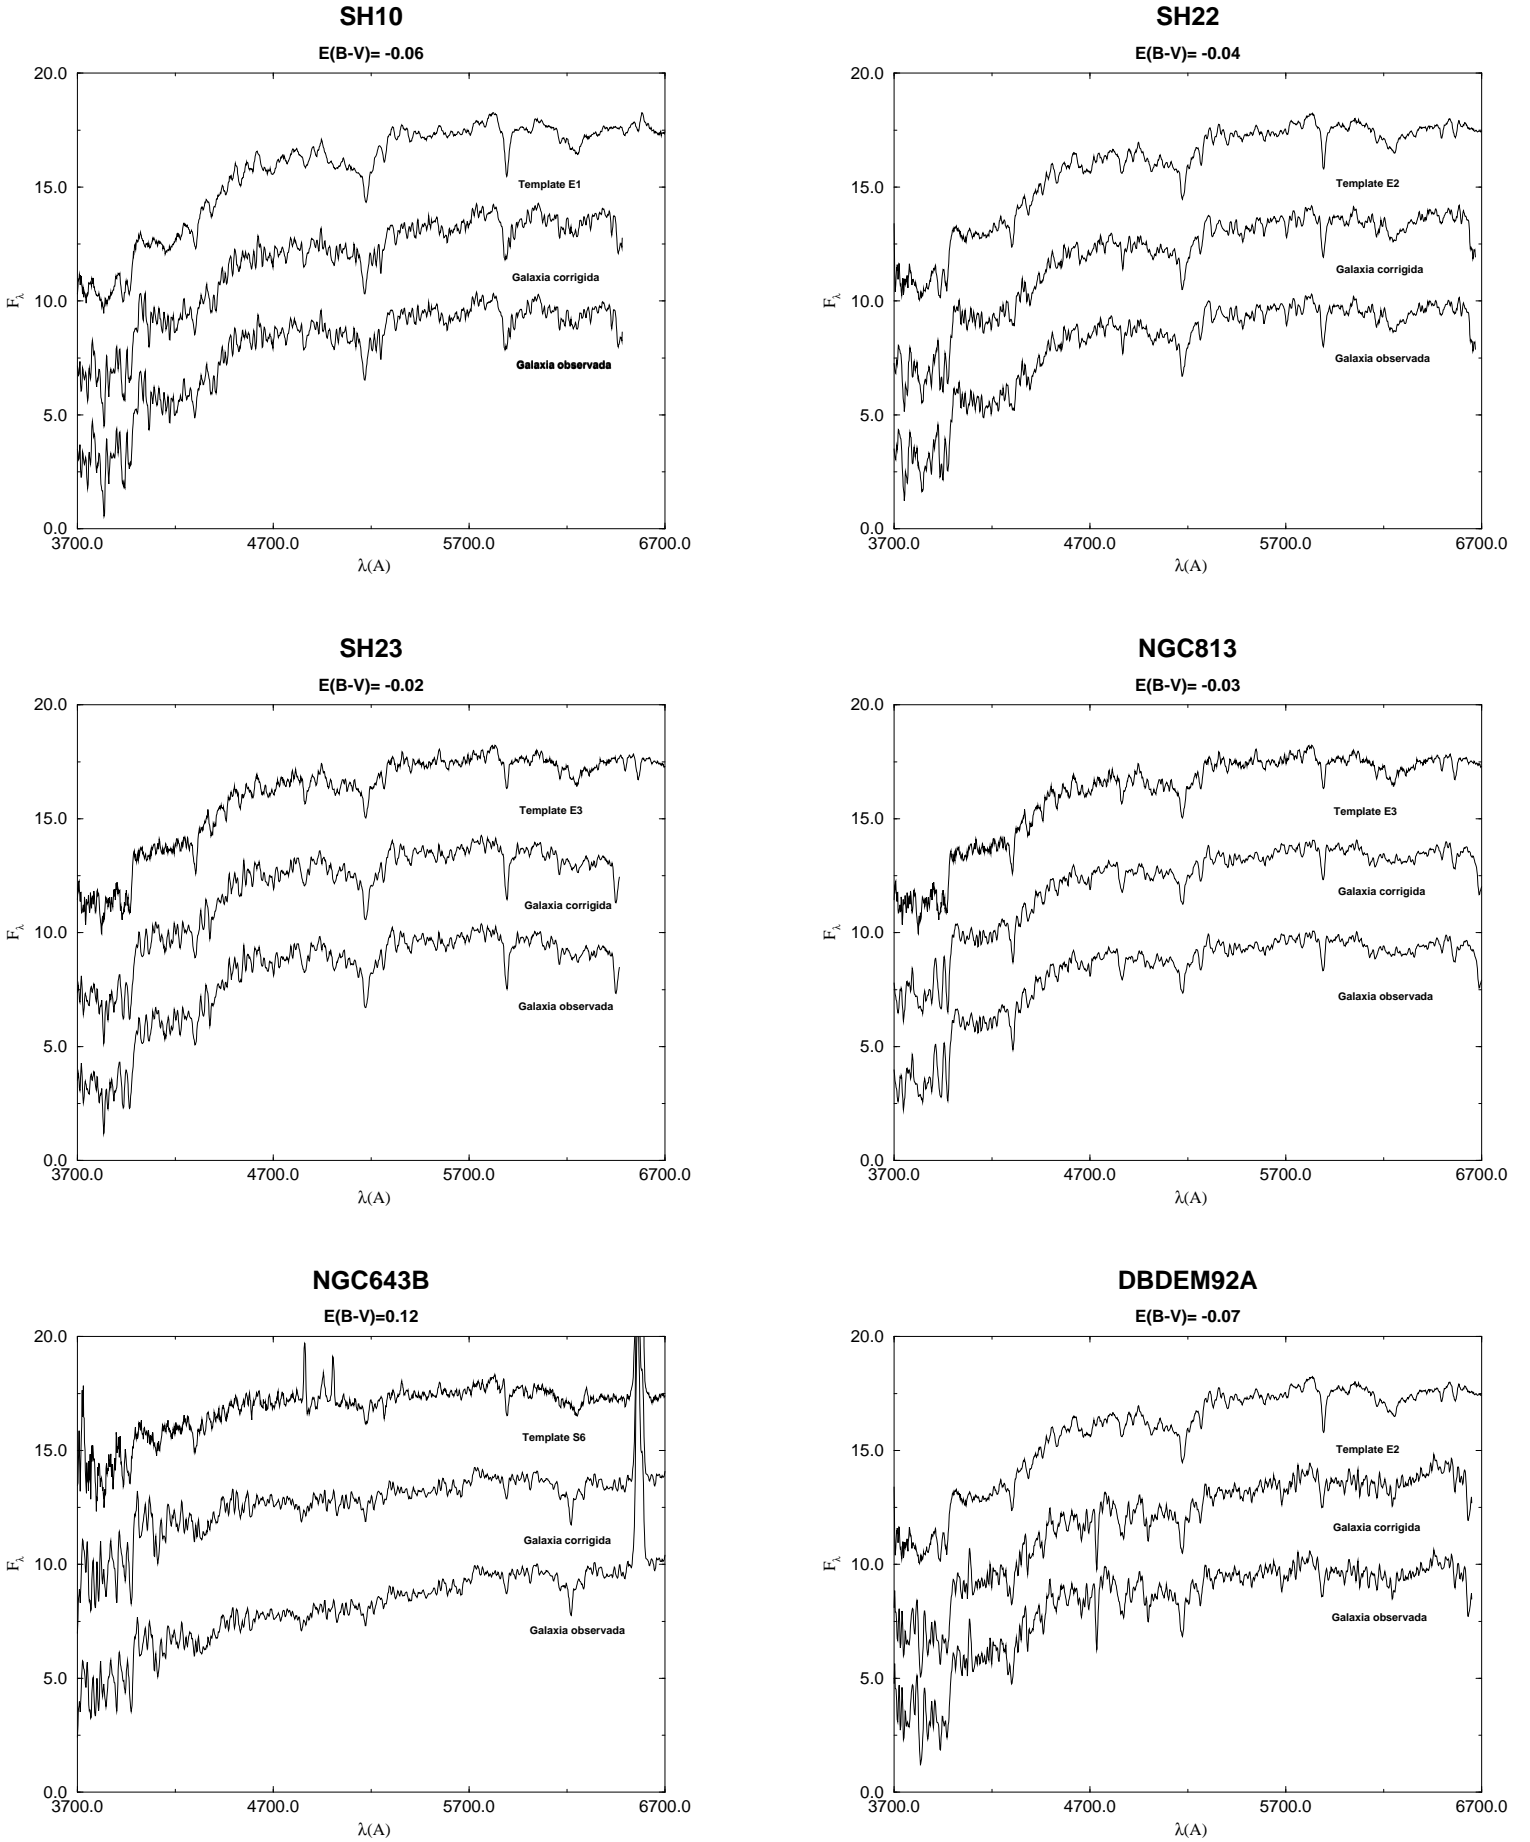 SH10
E(B-V)= -0.06
20.0
15.0
10.0
5.0
0.0
F_λ
Template E1
Galaxia corrigida
Galaxia observada
3700.0 4700.0 5700.0 6700.0
λ(A)
SH22
E(B-V)= -0.04
20.0
15.0
10.0
5.0
0.0
F_λ
Template E2
Galaxia corrigida
Galaxia observada
3700.0 4700.0 5700.0 6700.0
λ(A)
SH23
E(B-V)= -0.02
20.0
15.0
10.0
5.0
0.0
F_λ
Template E3
Galaxia corrigida
Galaxia observada
3700.0 4700.0 5700.0 6700.0
λ(A)
NGC813
E(B-V)= -0.03
20.0
15.0
10.0
5.0
0.0
F_λ
Template E3
Galaxia corrigida
Galaxia observada
3700.0 4700.0 5700.0 6700.0
λ(A)
NGC643B
E(B-V)=0.12
20.0
15.0
10.0
5.0
0.0
F_λ
Template S6
Galaxia corrigida
Galaxia observada
3700.0 4700.0 5700.0 6700.0
λ(A)
DBDEM92A
E(B-V)= -0.07
20.0
15.0
10.0
5.0
0.0
F_λ
Template E2
Galaxia corrigida
Galaxia observada
3700.0 4700.0 5700.0 6700.0
λ(A)